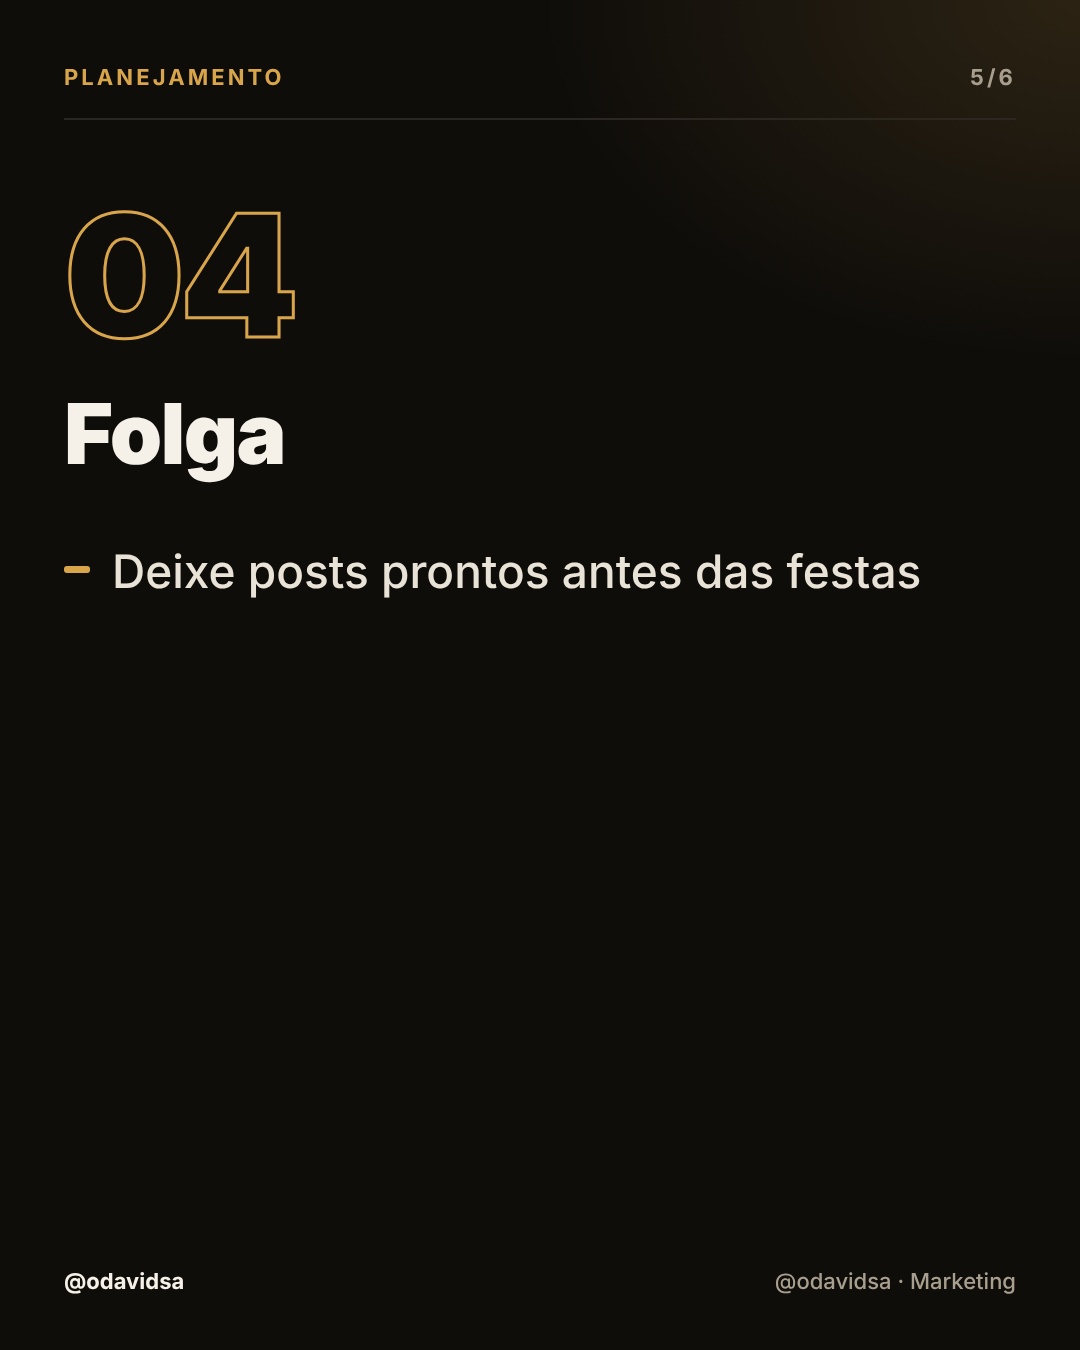 PLANEJAMENTO
5/6
04
Folga
Deixe posts prontos antes das festas
@odavidsa
@odavidsa · Marketing